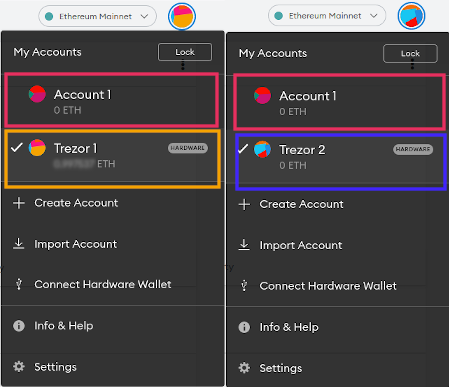 Ethereum Mainnet
My Accounts
Lock
Account 1
0 ETH
Trezor 1
HARDWARE
ETH
Create Account
Import Account
Connect Hardware Wallet
Info & Help
Settings
Ethereum Mainnet
My Accounts
Lock
Account 1
0 ETH
Trezor 2
HARDWARE
0 ETH
Create Account
Import Account
Connect Hardware Wallet
Info & Help
Settings